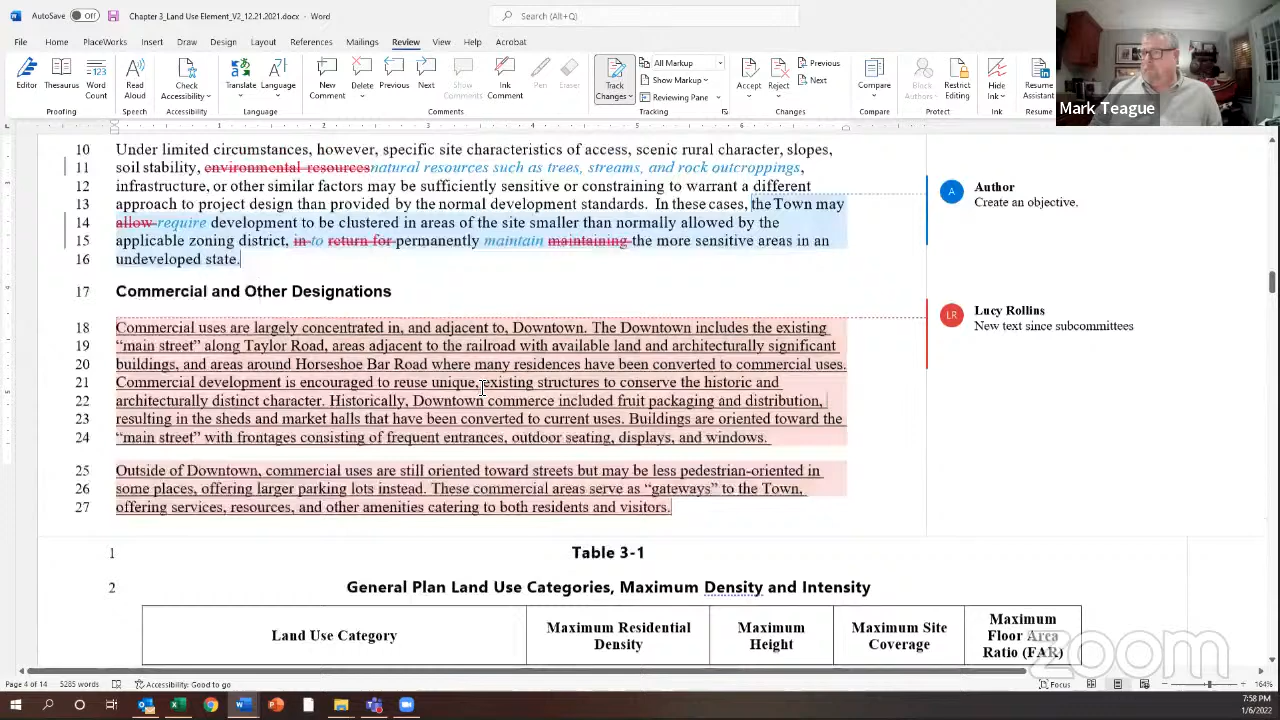 AutoSave Off Chapter 3_Land Use Element_V2_12.21.2021.docx - Word Search (Alt+Q)
File Home PlaceWorks Insert Draw Design Layout References Mailings Review View Help Acrobat
Editor Thesaurus Word Count Read Aloud Check Accessibility Translate Language New Comment Delete Previous Next Show Comments Ink Comment Pen Eraser Track Changes All Markup Show Markup Reviewing Pane Accept Reject Previous Next Compare Block Authors Restrict Editing Hide Ink Resume Assistant
Proofing Speech Accessibility Language Comments Tracking Changes Compare Protect Ink
Mark Teague
10 Under limited circumstances, however, specific site characteristics of access, scenic rural character, slopes,
11 soil stability, environmental resources natural resources such as trees, streams, and rock outcroppings,
12 infrastructure, or other similar factors may be sufficiently sensitive or constraining to warrant a different
13 approach to project design than provided by the normal development standards. In these cases, the Town may
14 allow require development to be clustered in areas of the site smaller than normally allowed by the
15 applicable zoning district, in to return for permanently maintain maintaining the more sensitive areas in an
16 undeveloped state.
A Author
Create an objective.
17 Commercial and Other Designations
LR Lucy Rollins
New text since subcommittees
18 Commercial uses are largely concentrated in, and adjacent to, Downtown. The Downtown includes the existing
19 “main street” along Taylor Road, areas adjacent to the railroad with available land and architecturally significant
20 buildings, and areas around Horseshoe Bar Road where many residences have been converted to commercial uses.
21 Commercial development is encouraged to reuse unique, existing structures to conserve the historic and
22 architecturally distinct character. Historically, Downtown commerce included fruit packaging and distribution,
23 resulting in the sheds and market halls that have been converted to current uses. Buildings are oriented toward the
24 “main street” with frontages consisting of frequent entrances, outdoor seating, displays, and windows.
25 Outside of Downtown, commercial uses are still oriented toward streets but may be less pedestrian-oriented in
26 some places, offering larger parking lots instead. These commercial areas serve as “gateways” to the Town,
27 offering services, resources, and other amenities catering to both residents and visitors.
1 Table 3-1
2 General Plan Land Use Categories, Maximum Density and Intensity
Land Use Category
Maximum Residential Density
Maximum Height
Maximum Site Coverage
Maximum Floor Area Ratio (FAR)
zoom
Page 4 of 14 5285 words Accessibility: Good to go Focus 164%
7:58 PM
1/6/2022